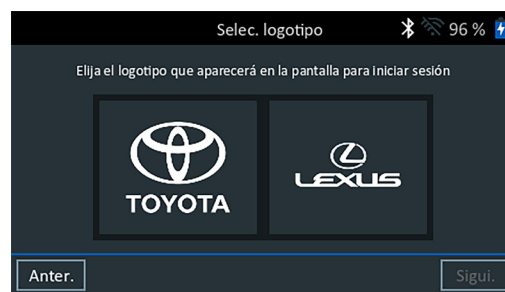 Selec. logotipo
96 %
Elija el logotipo que aparecerá en la pantalla para iniciar sesión
TOYOTA
LEXUS
Anter.
Sigui.